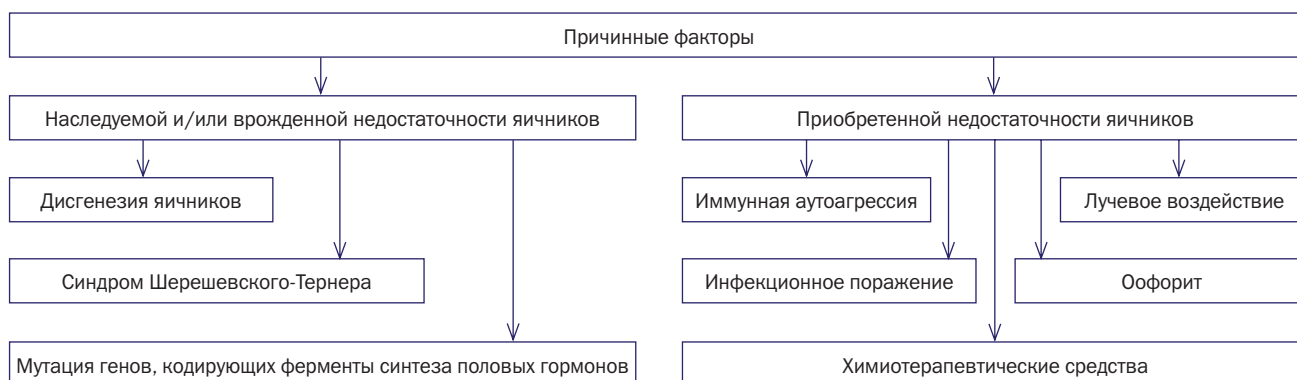 Причинные факторы
Наследуемой и/или врожденной недостаточности яичников
Приобретенной недостаточности яичников
Дисгенезия яичников
Иммунная аутоагрессия
Лучевое воздействие
Синдром Шерешевского-Тернера
Инфекционное поражение
Оофорит
Мутация генов, кодирующих ферменты синтеза половых гормонов
Химиотерапевтические средства